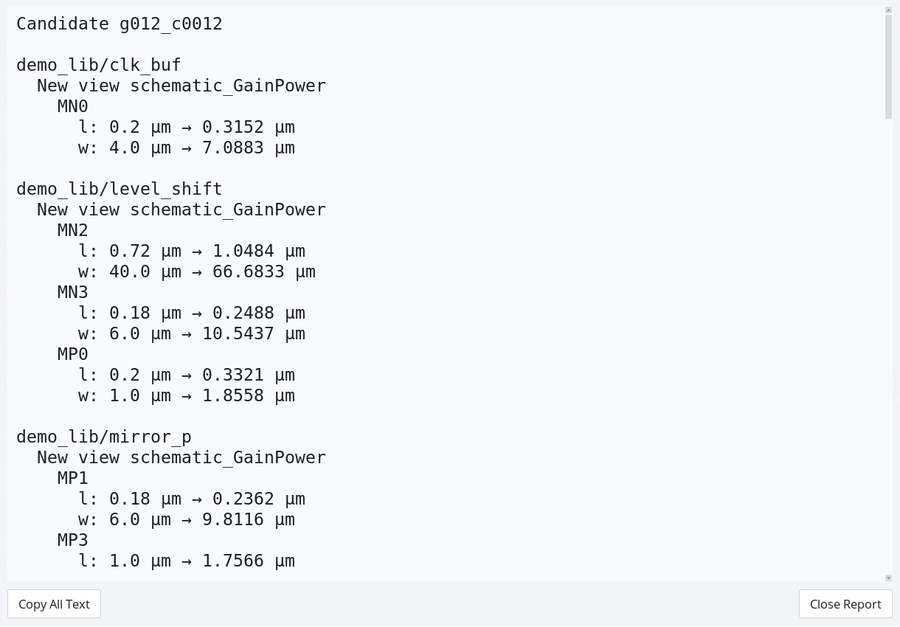 Candidate g012_c0012

demo_lib/clk_buf
  New view schematic_GainPower
    MN0
      l: 0.2 µm → 0.3152 µm
      w: 4.0 µm → 7.0883 µm

demo_lib/level_shift
  New view schematic_GainPower
    MN2
      l: 0.72 µm → 1.0484 µm
      w: 40.0 µm → 66.6833 µm
    MN3
      l: 0.18 µm → 0.2488 µm
      w: 6.0 µm → 10.5437 µm
    MP0
      l: 0.2 µm → 0.3321 µm
      w: 1.0 µm → 1.8558 µm

demo_lib/mirror_p
  New view schematic_GainPower
    MP1
      l: 0.18 µm → 0.2362 µm
      w: 6.0 µm → 9.8116 µm
    MP3
      l: 1.0 µm → 1.7566 µm
Copy All Text
Close Report